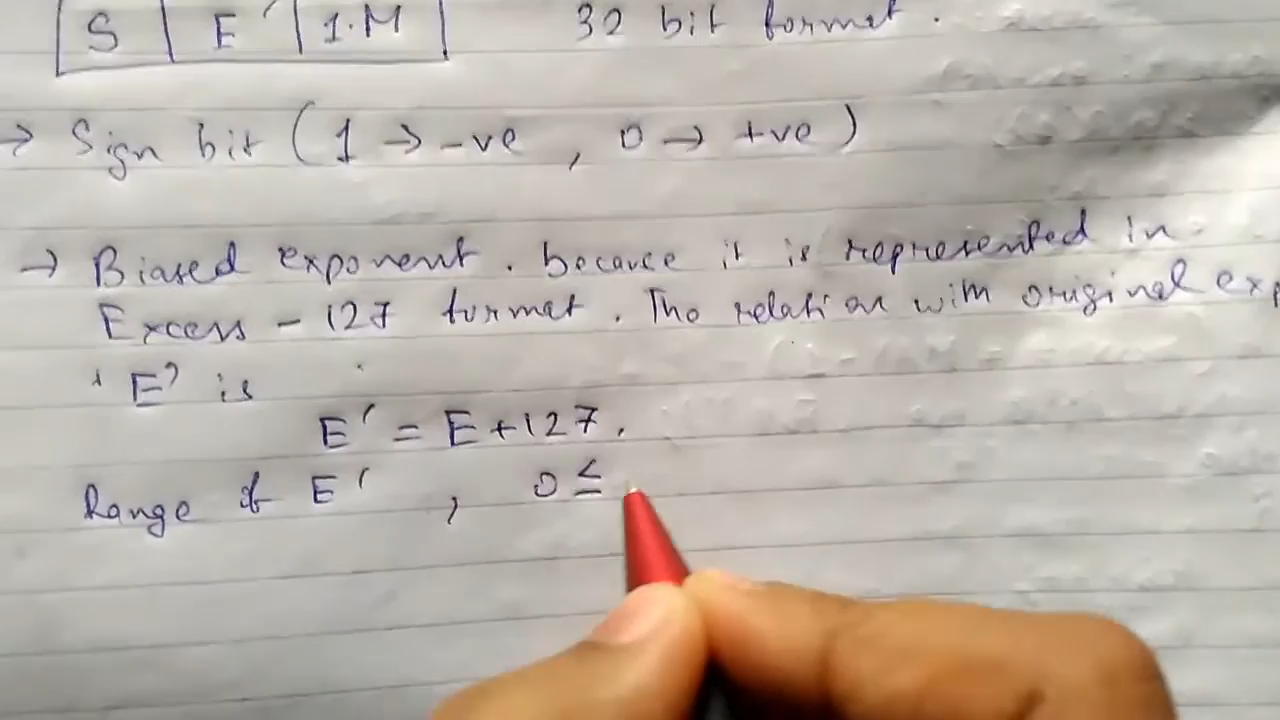 S E' 1.M 32 bit format.
→ Sign bit (1 → -ve, 0 → +ve)
→ Biased exponent. because it is represented in
Excess - 127 format. The relation with original exp
'E' is
E' = E+127.
Range of E', 0 ≤